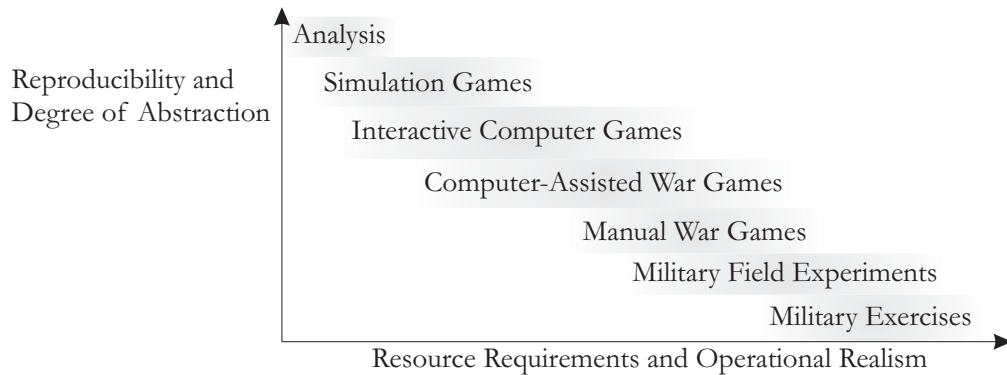 Analysis
Reproducibility and
Degree of Abstraction
Simulation Games
Interactive Computer Games
Computer-Assisted War Games
Manual War Games
Military Field Experiments
Military Exercises
Resource Requirements and Operational Realism